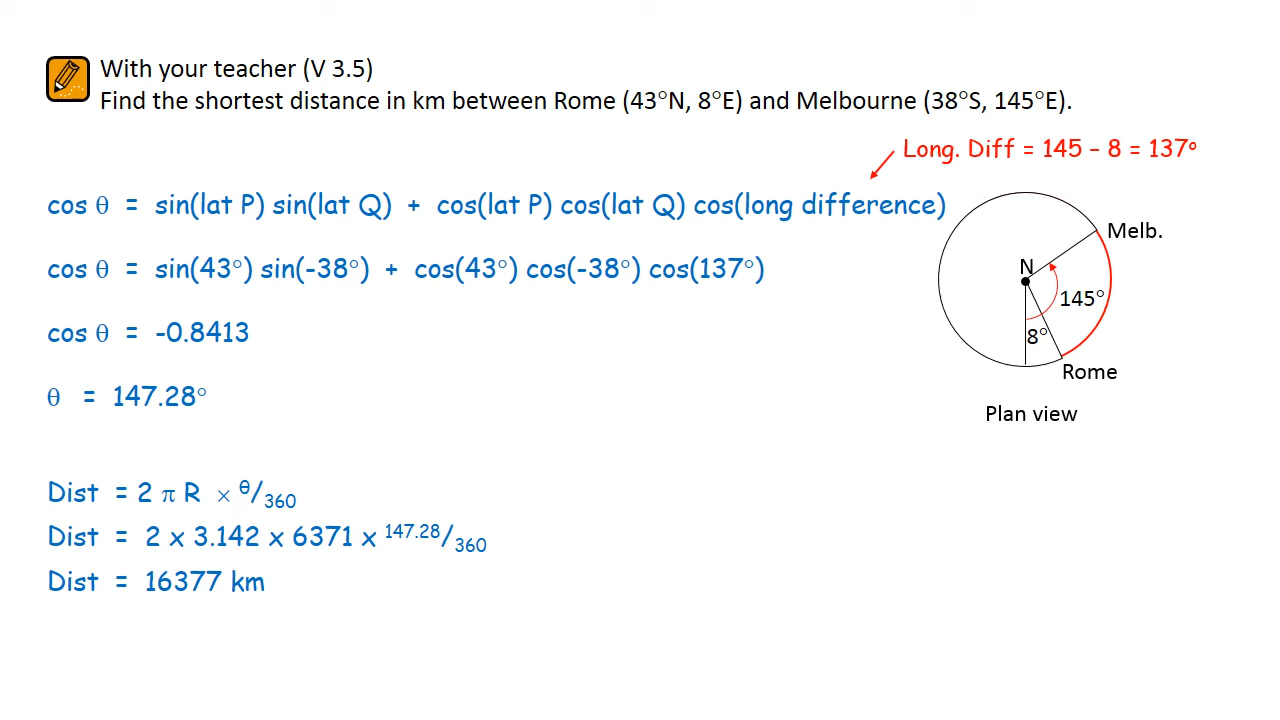 With your teacher (V 3.5)
Find the shortest distance in km between Rome (43°N, 8°E) and Melbourne (38°S, 145°E).
Long. Diff = 145 – 8 = 137°
cos θ = sin(lat P) sin(lat Q) + cos(lat P) cos(lat Q) cos(long difference)
Melb.
cos θ = sin(43°) sin(-38°) + cos(43°) cos(-38°) cos(137°)
N
145°
cos θ = -0.8413
8°
Rome
θ = 147.28°
Plan view
Dist = 2 π R × θ/360
Dist = 2 x 3.142 x 6371 x 147.28/360
Dist = 16377 km